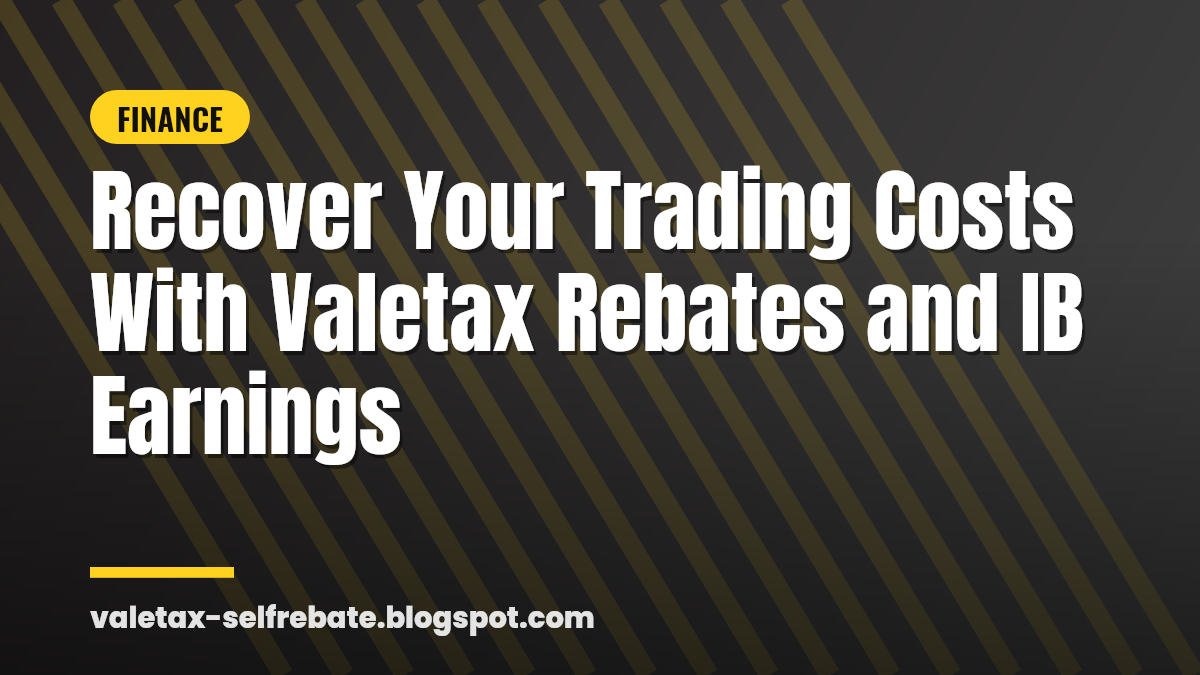 FINANCE
Recover Your Trading Costs
With Valetax Rebates and IB
Earnings
valetax-selfrebate.blogspot.com